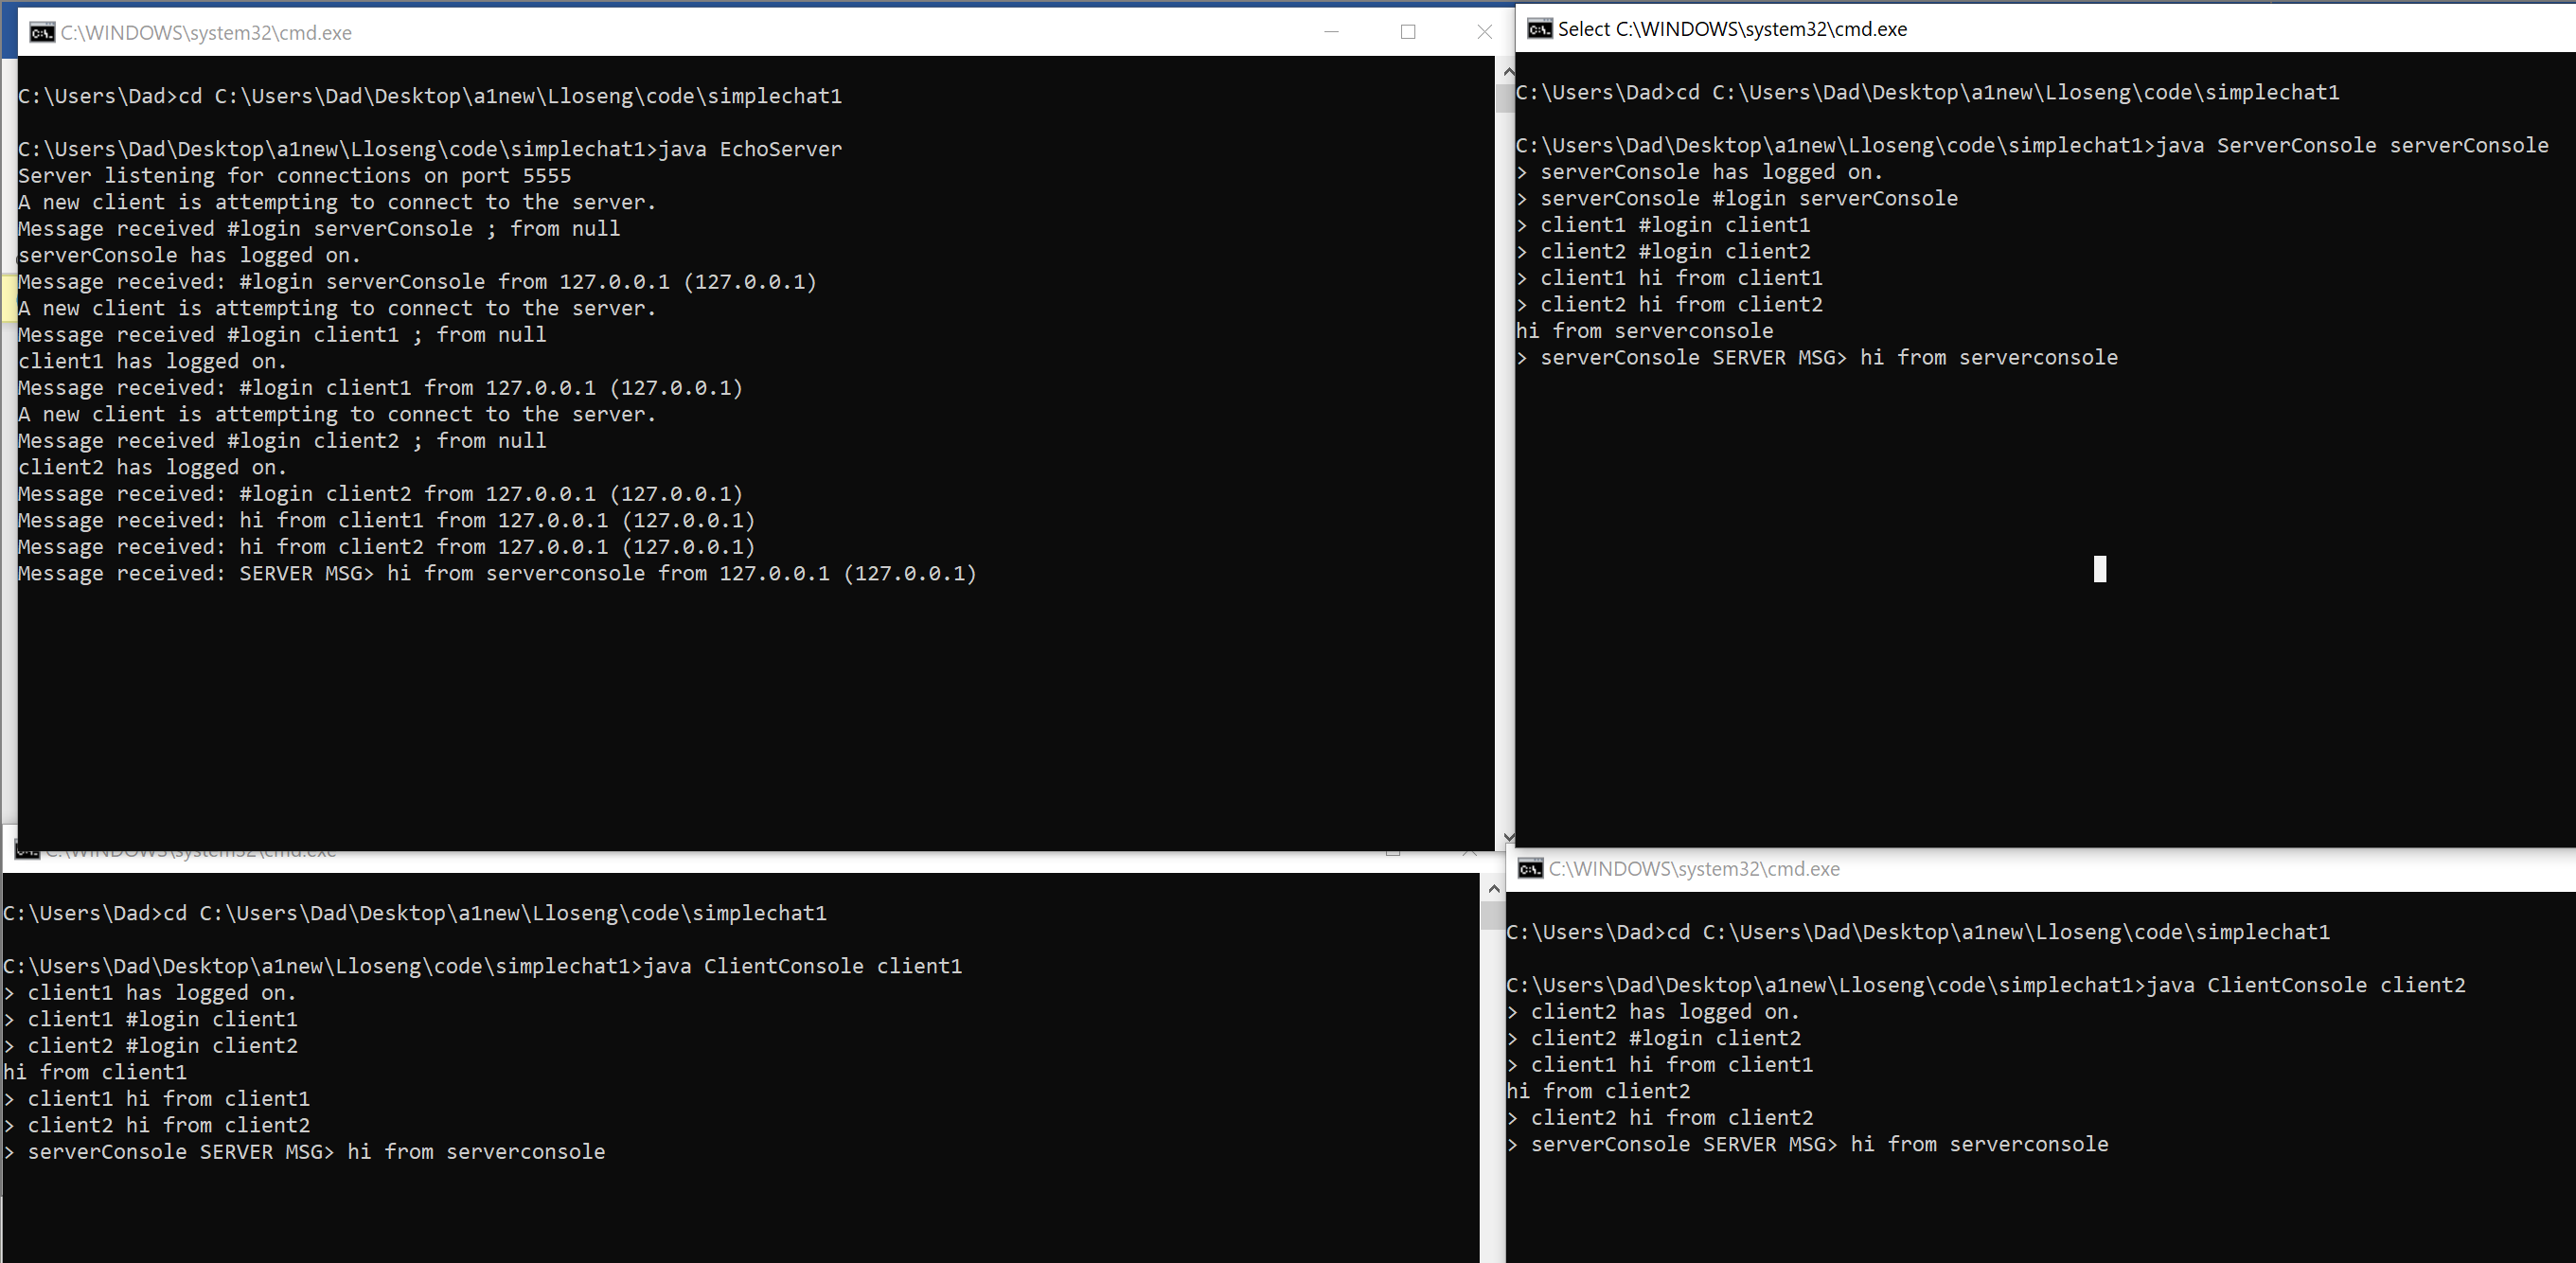 C:\WINDOWS\system32\cmd.exe
C:\Users\Dad>cd C:\Users\Dad\Desktop\a1new\Lloseng\code\simplechat1
C:\Users\Dad\Desktop\a1new\Lloseng\code\simplechat1>java EchoServer
Server listening for connections on port 5555
A new client is attempting to connect to the server.
Message received #login serverConsole ; from null
serverConsole has logged on.
Message received: #login serverConsole from 127.0.0.1 (127.0.0.1)
A new client is attempting to connect to the server.
Message received #login client1 ; from null
client1 has logged on.
Message received: #login client1 from 127.0.0.1 (127.0.0.1)
A new client is attempting to connect to the server.
Message received #login client2 ; from null
client2 has logged on.
Message received: #login client2 from 127.0.0.1 (127.0.0.1)
Message received: hi from client1 from 127.0.0.1 (127.0.0.1)
Message received: hi from client2 from 127.0.0.1 (127.0.0.1)
Message received: SERVER MSG> hi from serverconsole from 127.0.0.1 (127.0.0.1)
Select C:\WINDOWS\system32\cmd.exe
C:\Users\Dad>cd C:\Users\Dad\Desktop\a1new\Lloseng\code\simplechat1
C:\Users\Dad\Desktop\a1new\Lloseng\code\simplechat1>java ServerConsole serverConsole
> serverConsole has logged on.
> serverConsole #login serverConsole
> client1 #login client1
> client2 #login client2
> client1 hi from client1
> client2 hi from client2
hi from serverconsole
> serverConsole SERVER MSG> hi from serverconsole
C:\WINDOWS\system32\cmd.exe
C:\Users\Dad>cd C:\Users\Dad\Desktop\a1new\Lloseng\code\simplechat1
C:\Users\Dad\Desktop\a1new\Lloseng\code\simplechat1>java ClientConsole client1
> client1 has logged on.
> client1 #login client1
> client2 #login client2
hi from client1
> client1 hi from client1
> client2 hi from client2
> serverConsole SERVER MSG> hi from serverconsole
C:\WINDOWS\system32\cmd.exe
C:\Users\Dad>cd C:\Users\Dad\Desktop\a1new\Lloseng\code\simplechat1
C:\Users\Dad\Desktop\a1new\Lloseng\code\simplechat1>java ClientConsole client2
> client2 has logged on.
> client2 #login client2
> client1 hi from client1
hi from client2
> client2 hi from client2
> serverConsole SERVER MSG> hi from serverconsole